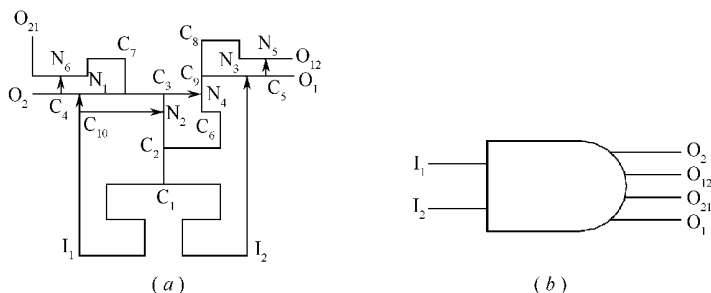 O21
C8
C7
N5
N6
N3
O12
N1
C3
C9
O2
O1
C4
N4
C5
N2
C10
C6
C2
C1
I1
I2
(a)
O2
I1
O12
O21
I2
O1
(b)